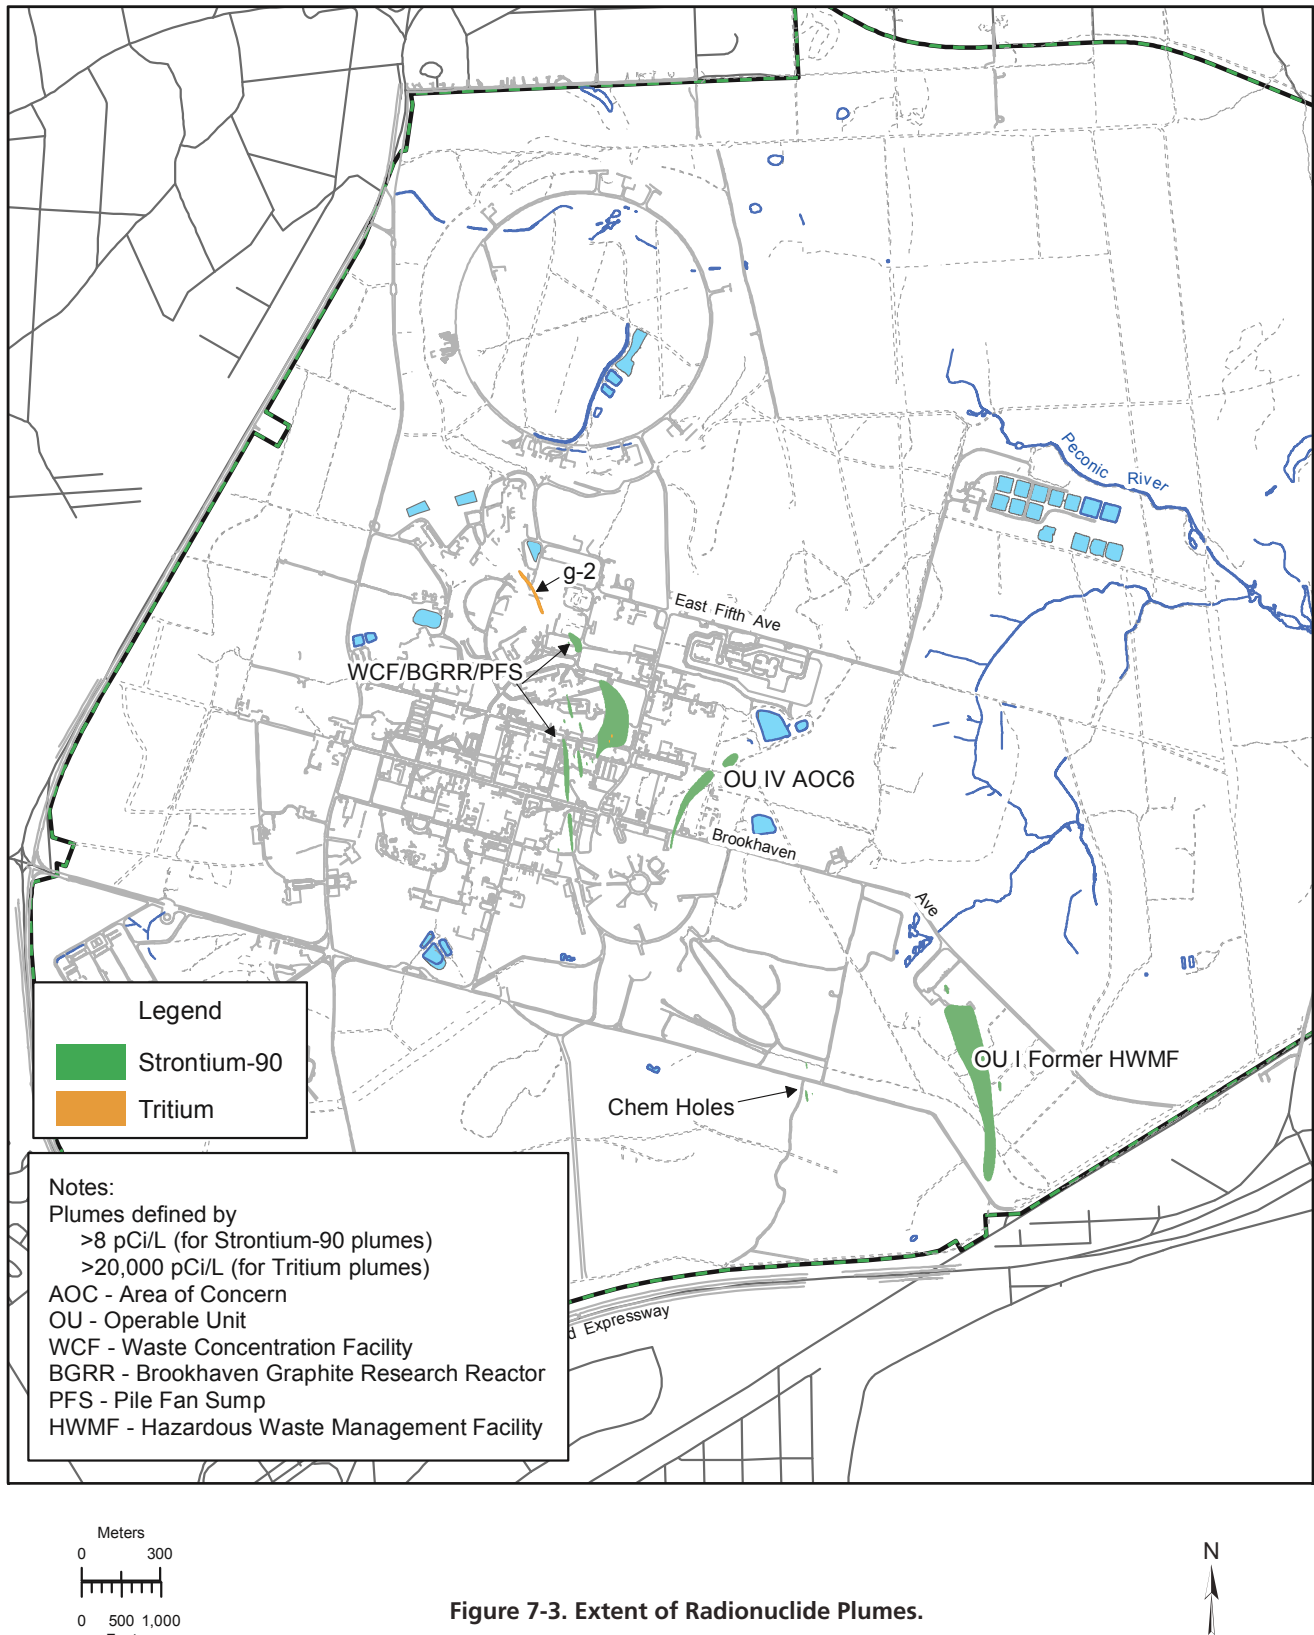 g-2
East Fifth Ave
Peconic River
WCF/BGRR/PFS
OU IV AOC6
Brookhaven
Ave
OU I Former HWMF
Chem Holes
Legend
Strontium-90
Tritium
Notes:
Plumes defined by
>8 pCi/L (for Strontium-90 plumes)
>20,000 pCi/L (for Tritium plumes)
AOC - Area of Concern
OU - Operable Unit
WCF - Waste Concentration Facility
BGRR - Brookhaven Graphite Research Reactor
PFS - Pile Fan Sump
HWMF - Hazardous Waste Management Facility
d Expressway
Meters
0 300
0 500 1,000
N
Figure 7-3. Extent of Radionuclide Plumes.